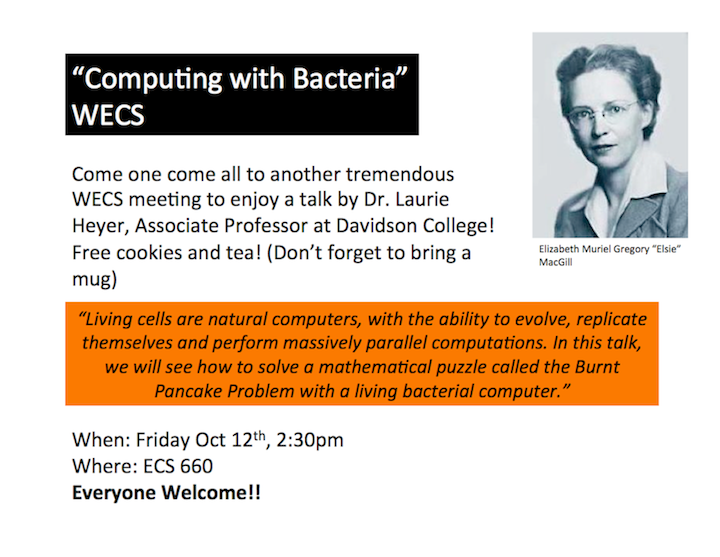 “Computing with Bacteria”
WECS
Come one come all to another tremendous
WECS meeting to enjoy a talk by Dr. Laurie
Heyer, Associate Professor at Davidson College!
Free cookies and tea! (Don’t forget to bring a
mug)
Elizabeth Muriel Gregory “Elsie”
MacGill
“Living cells are natural computers, with the ability to evolve, replicate
themselves and perform massively parallel computations. In this talk,
we will see how to solve a mathematical puzzle called the Burnt
Pancake Problem with a living bacterial computer.”
When: Friday Oct 12th, 2:30pm
Where: ECS 660
Everyone Welcome!!